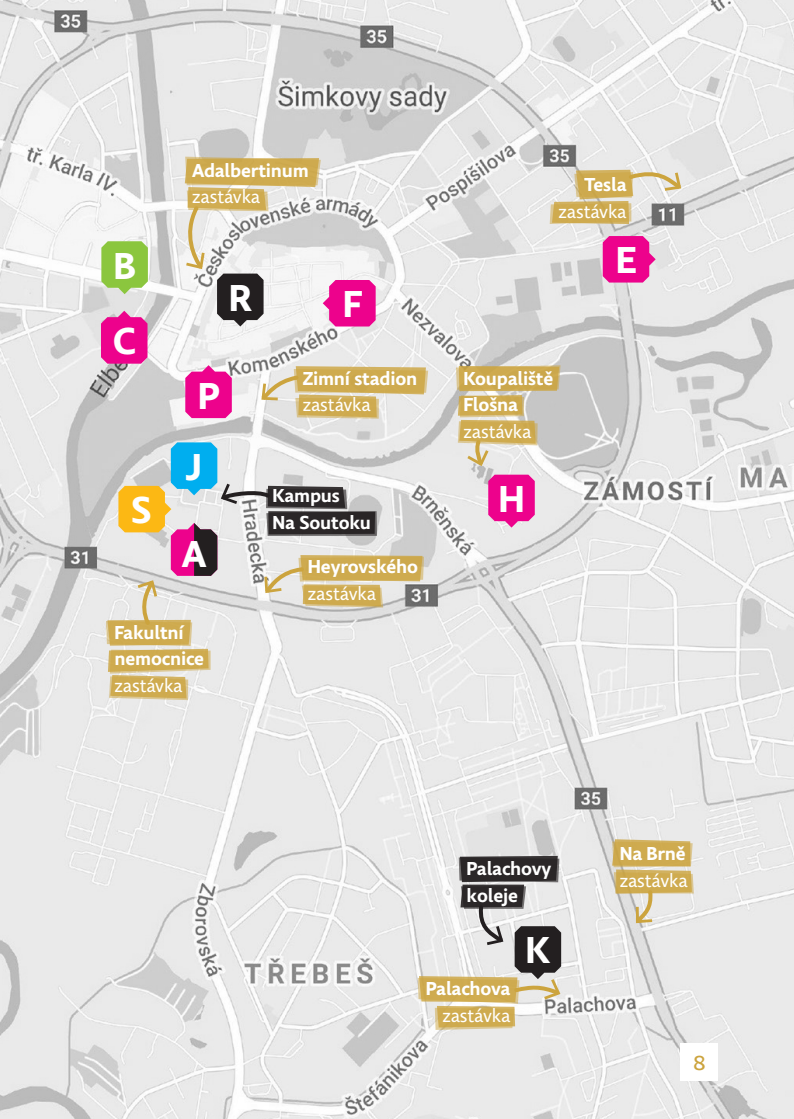 35
tř.
35
Šimkovy sady
tř. Karla IV.
Adalbertinum
zastávka
Pospíšilova
35
Tesla
zastávka
11
Československé armády
B
E
R
F
C
Elbe
Komenského
Nezvalova
P
Zimní stadion
zastávka
Koupaliště
Flošna
zastávka
J
S
A
Kampus
Na Soutoku
Hradecká
Brněnská
H
ZÁMOSTÍ
MA
31
Heyrovského
zastávka
31
Fakultní
nemocnice
zastávka
35
Na Brně
zastávka
Palachovy
koleje
K
Zborovská
TŘEBEŠ
Palachova
zastávka
Palachova
Štefánikova
8